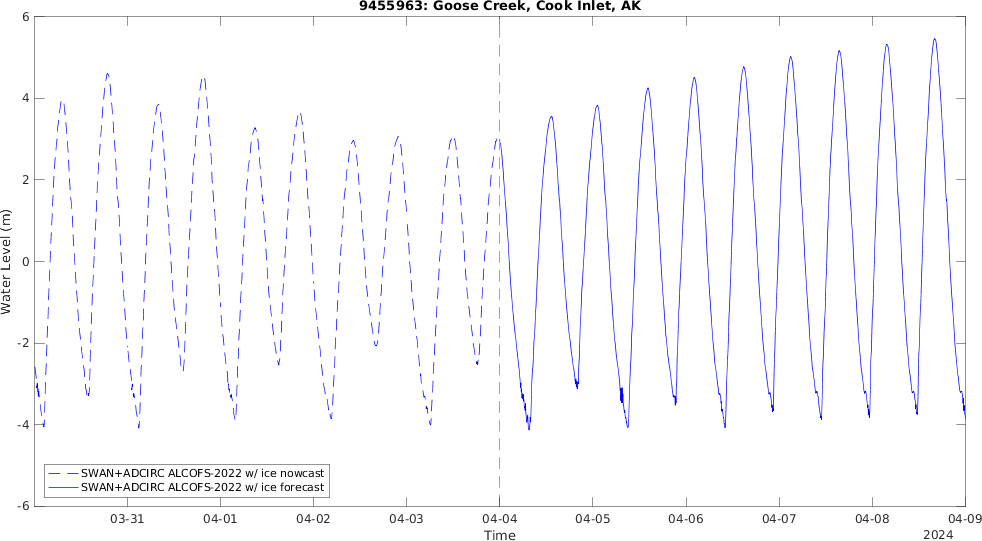 9455963: Goose Creek, Cook Inlet, AK
Water Level (m)
6
4
2
0
-2
-4
-6
SWAN+ADCIRC ALCOFS-2022 w/ ice nowcast
SWAN+ADCIRC ALCOFS-2022 w/ ice forecast
03-31 04-01 04-02 04-03 04-04 04-05 04-06 04-07 04-08 04-09
Time
2024